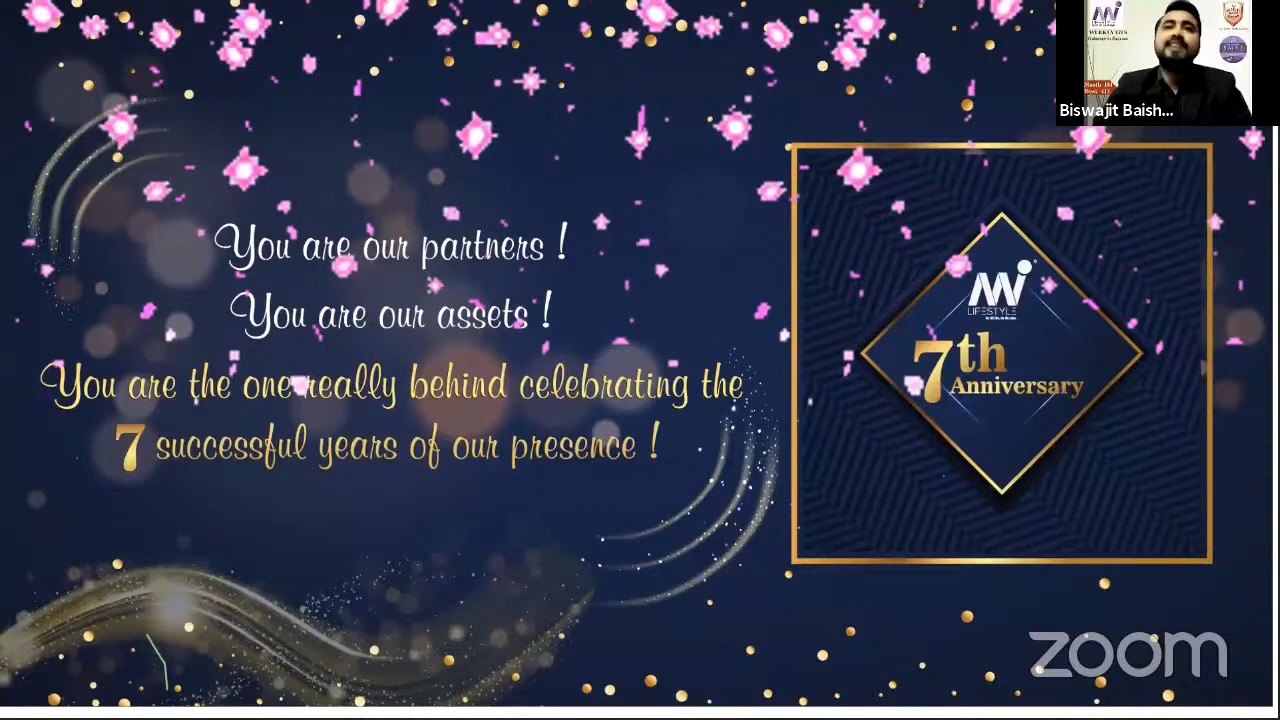 You are our partners !
You are our assets !
You are the one really behind celebrating the
7 successful years of our presence !
LIFESTYLE
7th
Anniversary
Biswajit Baish...
zoom